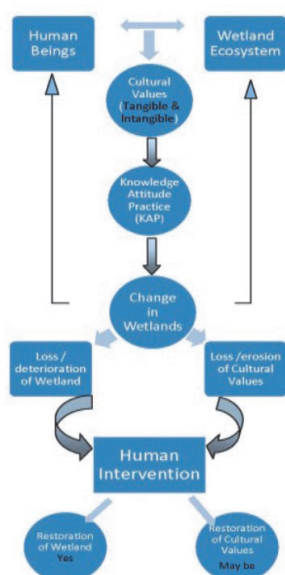 Human
Beings
Wetland
Ecosystem
Cultural
Values
(Tangible &
Intangible)
Knowledge
Attitude
Practice
(KAP)
Change
in
Wetlands
Loss /
deterioration
of Wetland
Loss /erosion
of Cultural
Values
Human
Intervention
Restoration
of Wetland
Yes
Restoration
of Cultural
Values
May be